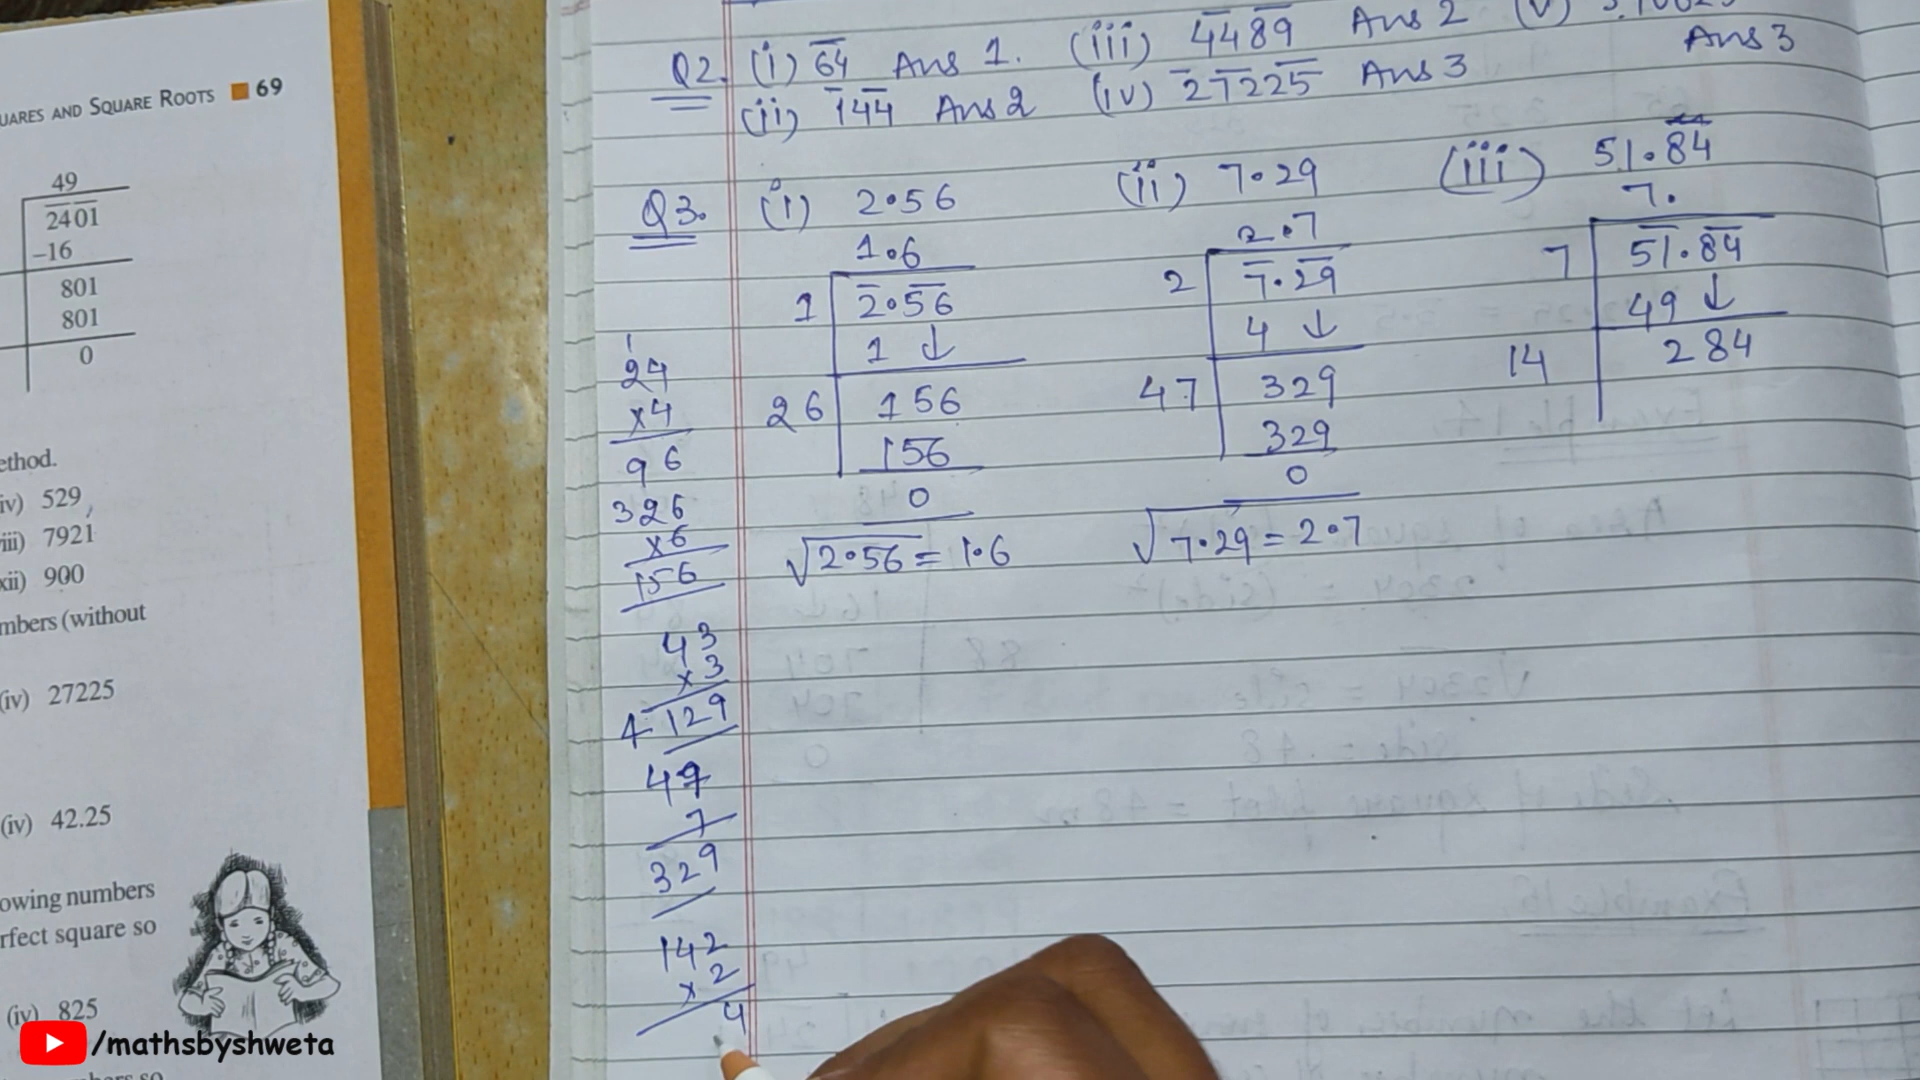 SQUARES AND SQUARE ROOTS 69
49
2401
–16
801
801
0
ethod.
iv) 529,
iii) 7921
xii) 900
mbers (without
(iv) 27225
(iv) 42.25
owing numbers
rfect square so
(iv) 825
/mathsbyshweta
Q2. (i) 64 Ans 1. (iii) 4489 Ans 2 (v)
Ans 3
(ii) 144 Ans 2 (iv) 27225 Ans 3
Q3. (i) 2.56 (ii) 7.29 (iii) 51.84
1.6
1 2.56
1 ↓
26 156
156
0
√2.56 = 1.6
2.7
2 7.29
4 ↓
47 329
329
0
√7.29 = 2.7
7.
7 51.84
49 ↓
14 284
1
24
x4
96
326
x6
156
43
x3
4 129
47
7
329
142
x2
4